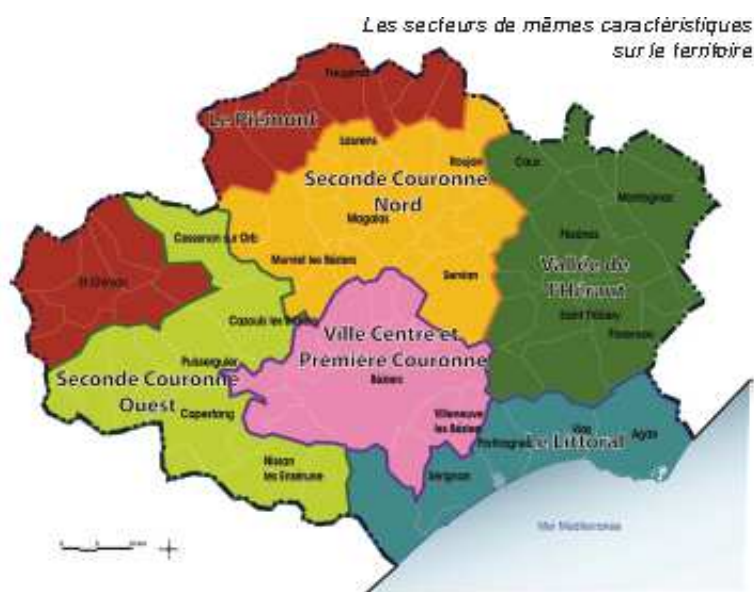 Les secteurs de mêmes caractéristiques
sur le territoire
Le Piémont
Laurens
Roujan
Caux
Seconde Couronne
Nord
Montagnac
Magalas
Pézenas
Cessenon sur Orb
Murviel les Béziers
Servian
Vallée de
l'Hérault
St Chinian
Cazouls les Béziers
Saint Thibéry
Florensac
Ville Centre et
Première Couronne
Puisserguier
Seconde Couronne
Ouest
Béziers
Capestang
Villeneuve
les Béziers
Portiragnes
Vias
Agde
Le Littoral
Nissan
lès Enserune
Sérignan
Mer Méditerranée